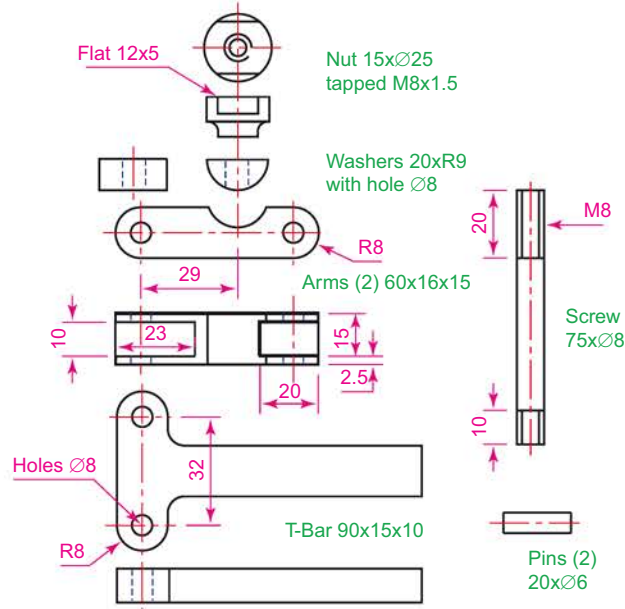 Flat 12x5
Nut 15x∅25
tapped M8x1.5
Washers 20xR9
with hole ∅8
20
M8
R8
29
Arms (2) 60x16x15
10
23
15
Screw
75x∅8
2.5
20
10
Holes ∅8
32
T-Bar 90x15x10
R8
Pins (2)
20x∅6